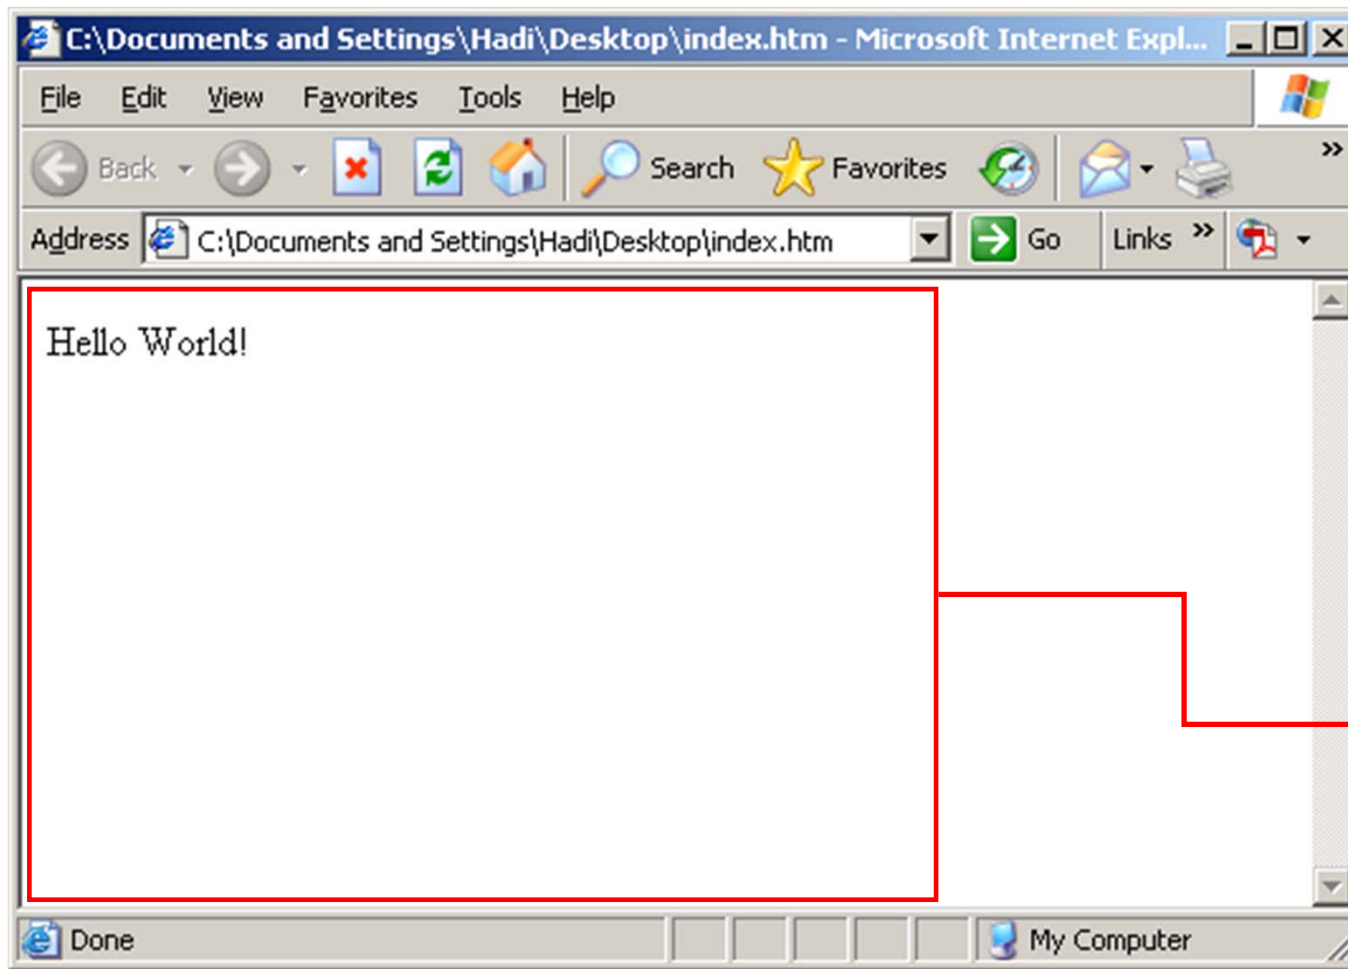 C:\Documents and Settings\Hadi\Desktop\index.htm - Microsoft Internet Expl...
File Edit View Favorites Tools Help
Back Search Favorites »
Address C:\Documents and Settings\Hadi\Desktop\index.htm Go Links »
Hello World!
Done My Computer